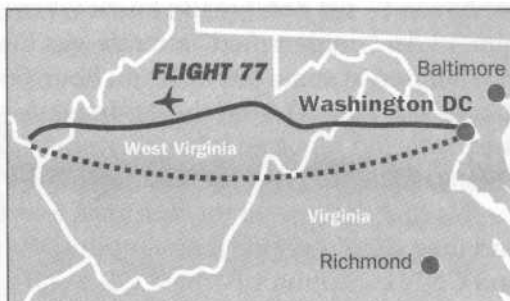 FLIGHT 77
Baltimore
Washington DC
West Virginia
Virginia
Richmond